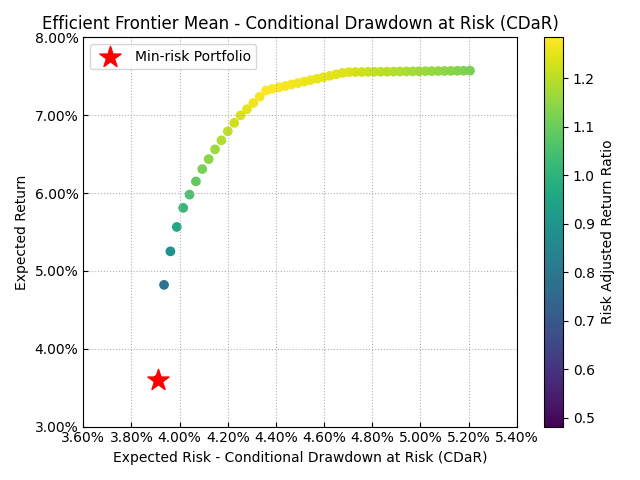 Efficient Frontier Mean - Conditional Drawdown at Risk (CDaR)
Min-risk Portfolio
8.00%
7.00%
6.00%
5.00%
4.00%
3.00%
Expected Return
3.60% 3.80% 4.00% 4.20% 4.40% 4.60% 4.80% 5.00% 5.20% 5.40%
Expected Risk - Conditional Drawdown at Risk (CDaR)
1.2
1.1
1.0
0.9
0.8
0.7
0.6
0.5
Risk Adjusted Return Ratio